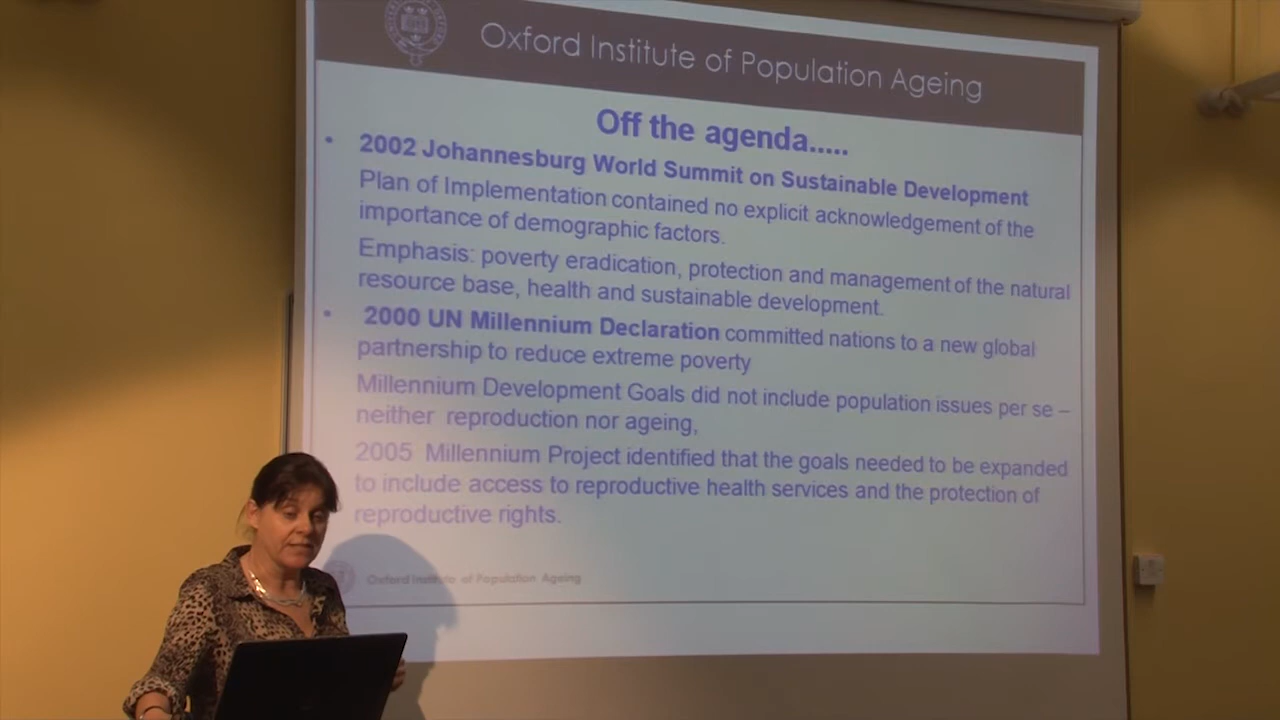 Oxford Institute of Population Ageing
Off the agenda.....
• 2002 Johannesburg World Summit on Sustainable Development
Plan of Implementation contained no explicit acknowledgement of the
importance of demographic factors.
Emphasis: poverty eradication, protection and management of the natural
resource base, health and sustainable development.
• 2000 UN Millennium Declaration committed nations to a new global
partnership to reduce extreme poverty
Millennium Development Goals did not include population issues per se –
neither reproduction nor ageing,
2005 Millennium Project identified that the goals needed to be expanded
to include access to reproductive health services and the protection of
reproductive rights.
Oxford Institute of Population Ageing